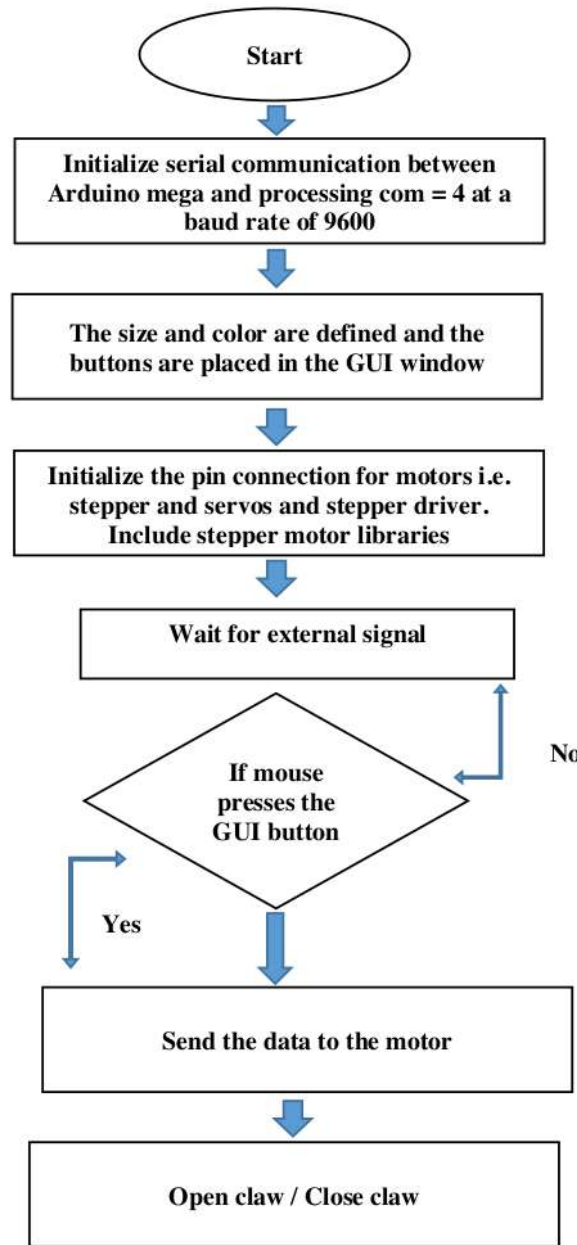 Start
Initialize serial communication between
Arduino mega and processing com = 4 at a
baud rate of 9600
The size and color are defined and the
buttons are placed in the GUI window
Initialize the pin connection for motors i.e.
stepper and servos and stepper driver.
Include stepper motor libraries
Wait for external signal
If mouse
presses the
GUI button
No
Yes
Send the data to the motor
Open claw / Close claw